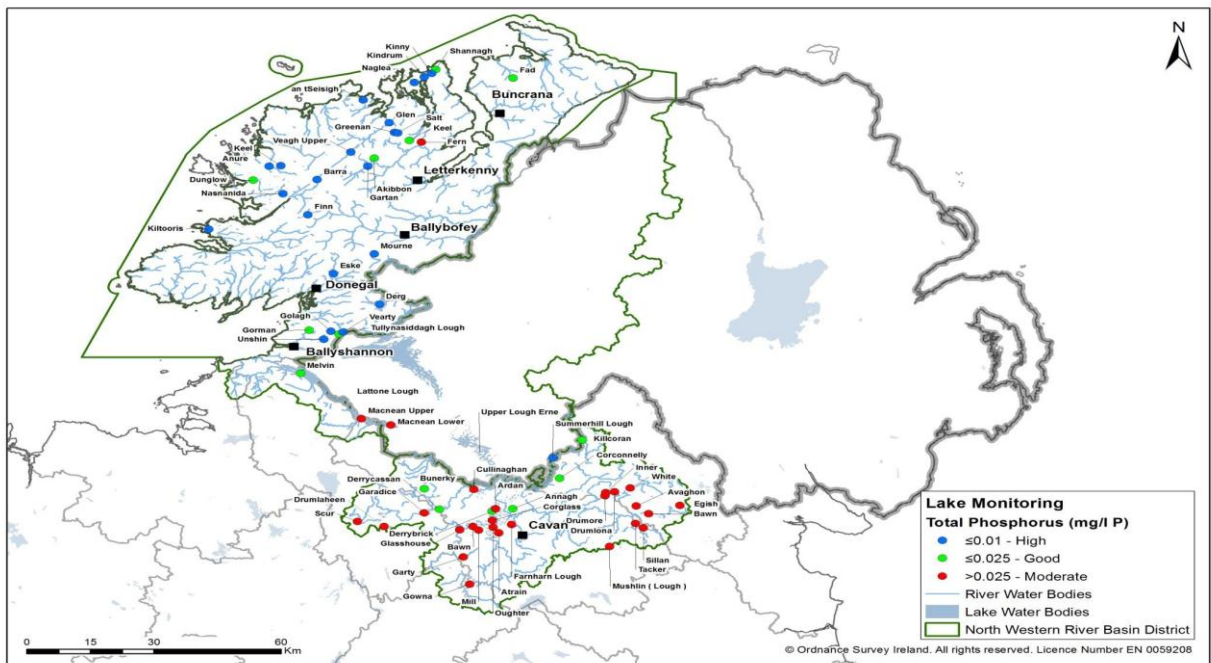 N
Kinny
Kindrum
Shannagh
Naglea
Fad
Buncrana
an tSeisigh
Glen
Salt
Greenan
Keel
Veagh Upper
Fern
Keel
Anure
Letterkenny
Barra
Dunglow
Akibbon
Nasnanida
Gartan
Finn
Kiltooris
Ballybofey
Mourne
Eske
Donegal
Derg
Golagh
Vearty
Gorman
Tullynasiddagh Lough
Unshin
Ballyshannon
Melvin
Lattone Lough
Macnean Upper
Upper Lough Erne
Macnean Lower
Summerhill Lough
Killcoran
Corconnelly
Cullinaghan
Inner
Derrycassan
Bunerky
White
Garadice
Ardan
Drumlaheen
Annagh
Avaghon
Scur
Corglass
Egish
Cavan
Drumore
Bawn
Derrybrick
Drumlona
Glasshouse
Bawn
Sillan
Garty
Tacker
Farnharn Lough
Gowna
Atrain
Mushlin ( Lough )
Mill
Oughter
Lake Monitoring
Total Phosphorus (mg/l P)
≤0.01 - High
≤0.025 - Good
>0.025 - Moderate
River Water Bodies
Lake Water Bodies
North Western River Basin District
0 15 30 60
Km
© Ordnance Survey Ireland. All rights reserved. Licence Number EN 0059208